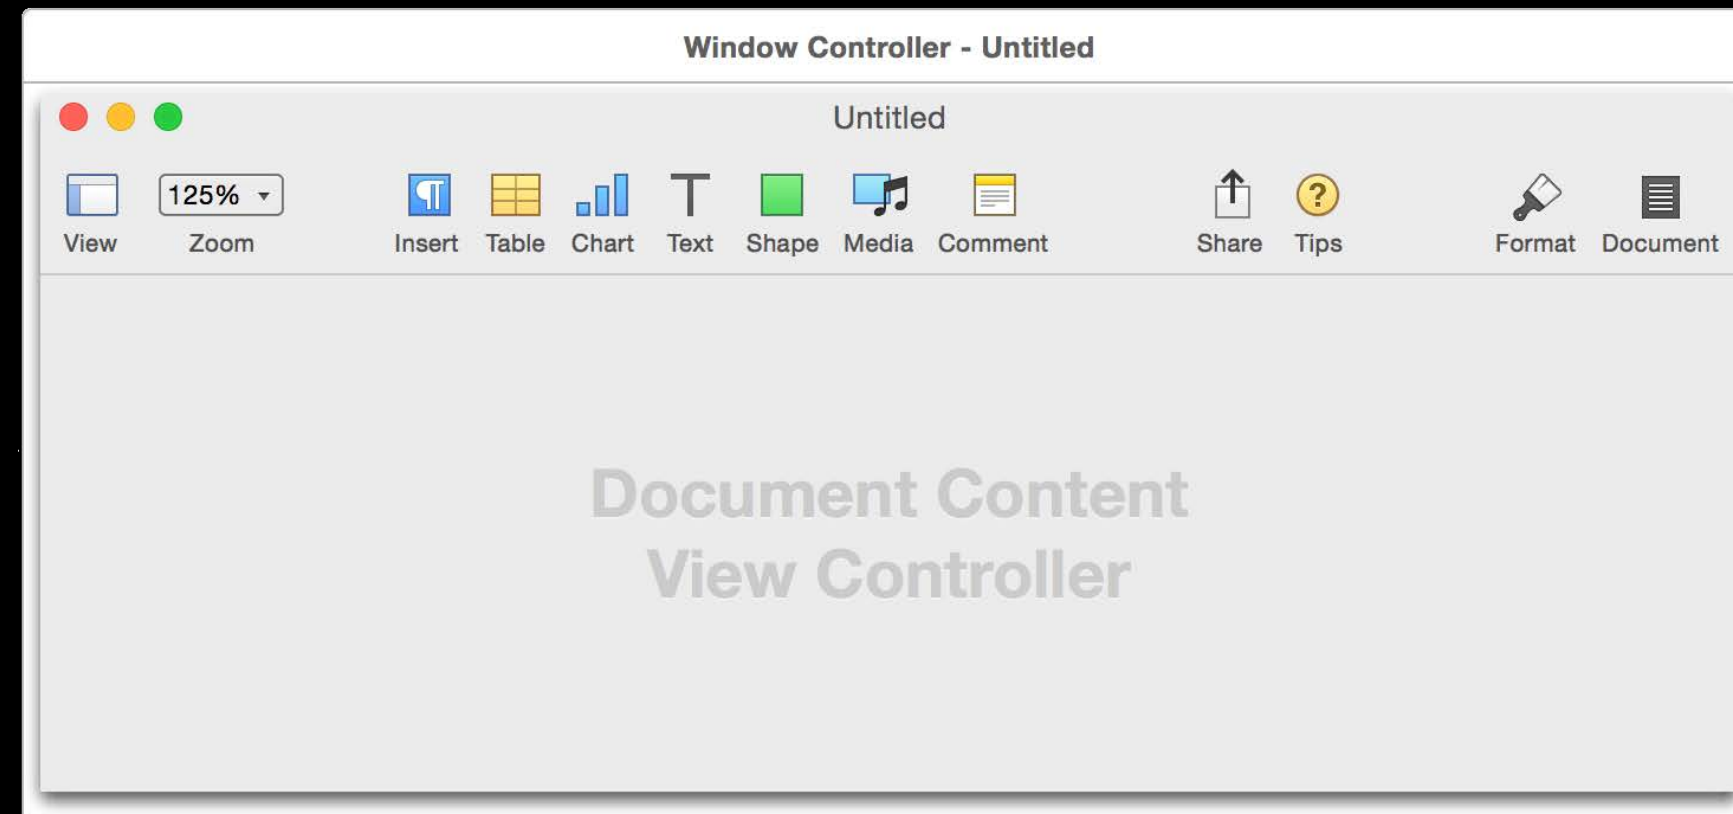 Window Controller - Untitled
Untitled
125%
View Zoom Insert Table Chart Text Shape Media Comment Share Tips Format Document
Document Content
View Controller